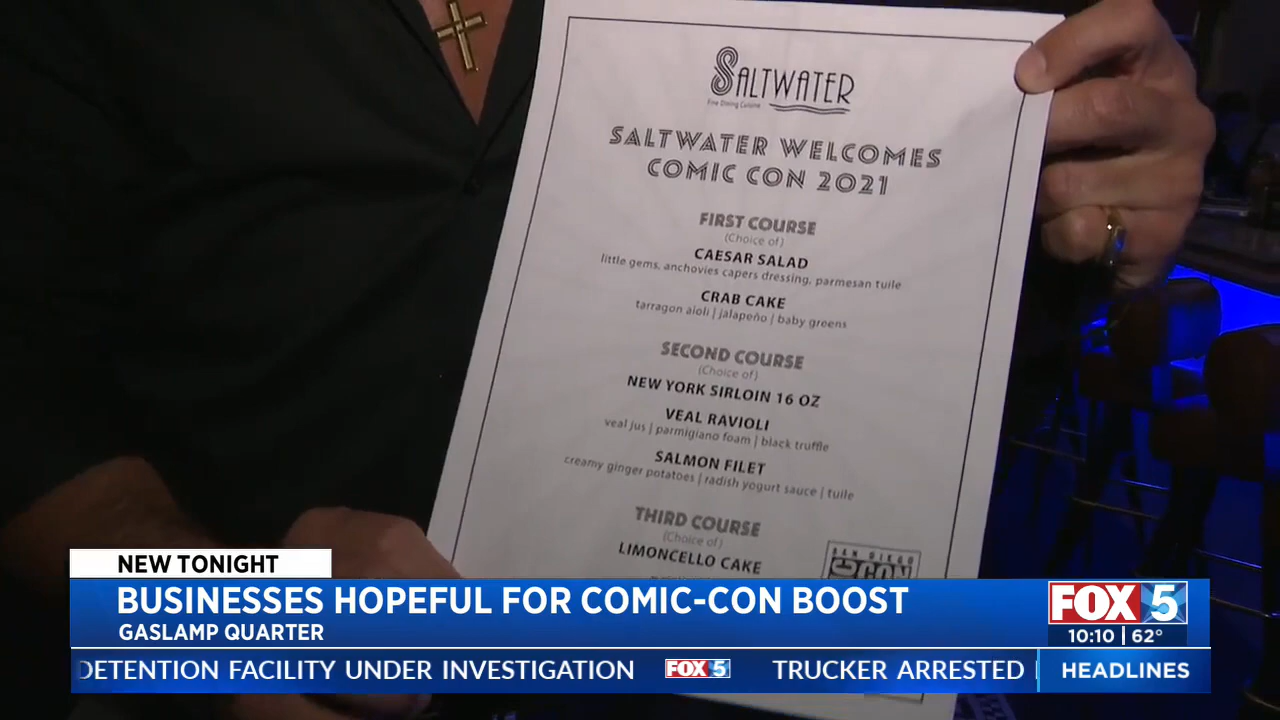 SALTWATER
Fine Dining Cuisine
SALTWATER WELCOMES
COMIC CON 2021
FIRST COURSE
(Choice of)
CAESAR SALAD
little gems, anchovies capers dressing, parmesan tuile
CRAB CAKE
tarragon aioli | jalapeño | baby greens
SECOND COURSE
(Choice of)
NEW YORK SIRLOIN 16 OZ
VEAL RAVIOLI
veal jus | parmigiano foam | black truffle
SALMON FILET
creamy ginger potatoes | radish yogurt sauce | tuile
THIRD COURSE
(Choice of)
LIMONCELLO CAKE
SAN DIEGO
NEW TONIGHT
BUSINESSES HOPEFUL FOR COMIC-CON BOOST
GASLAMP QUARTER
FOX 5
10:10 | 62°
DETENTION FACILITY UNDER INVESTIGATION FOX 5 TRUCKER ARRESTED
HEADLINES